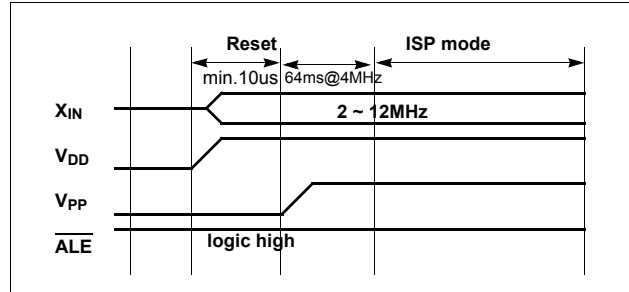 Reset ISP mode
min.10us 64ms@4MHz
XIN 2 ~ 12MHz
VDD
VPP
ALE logic high